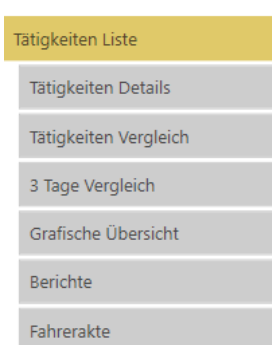 Tätigkeiten Liste
Tätigkeiten Details
Tätigkeiten Vergleich
3 Tage Vergleich
Grafische Übersicht
Berichte
Fahrerakte